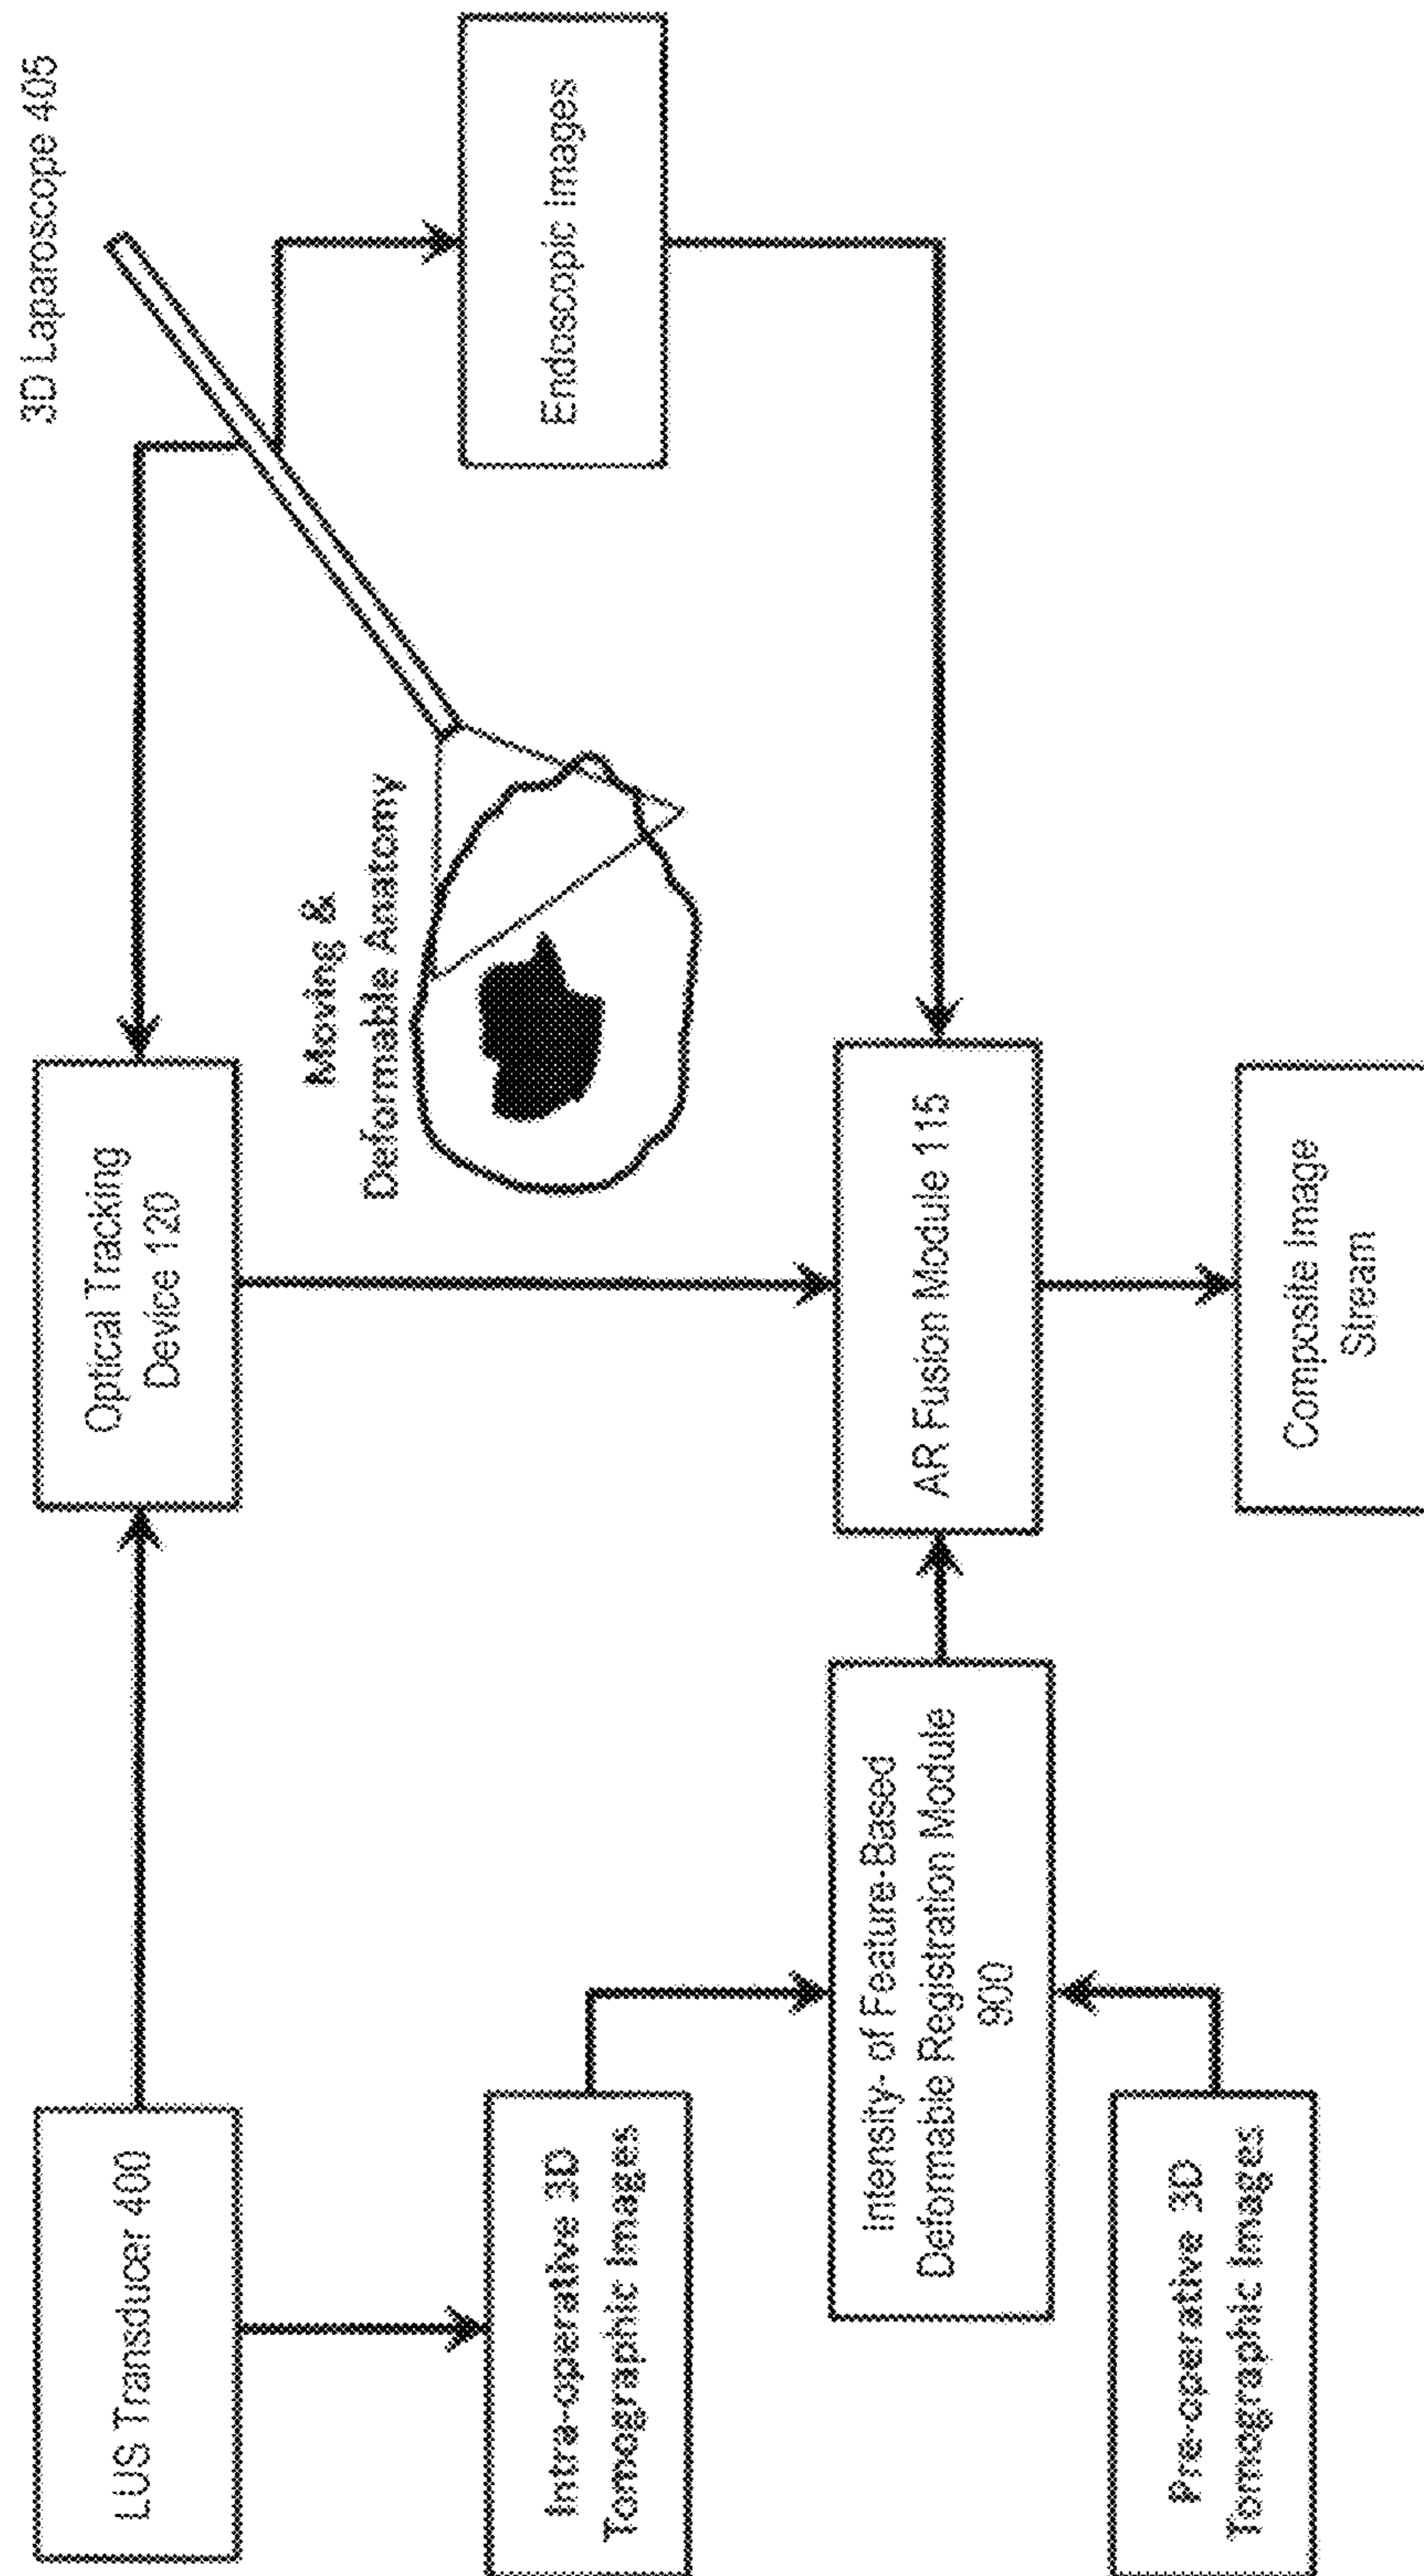 3D Laparoscope 405
LUS Transducer 400
Optical Tracking
Device 120
Moving &
Deformable Anatomy
Intra-operative 3D
Tomographic Images
Endoscopic Images
Intensity- of Feature-Based
Deformable Registration Module
900
AR Fusion Module 115
Pre-operative 3D
Tomographic Images
Composite Image
Stream